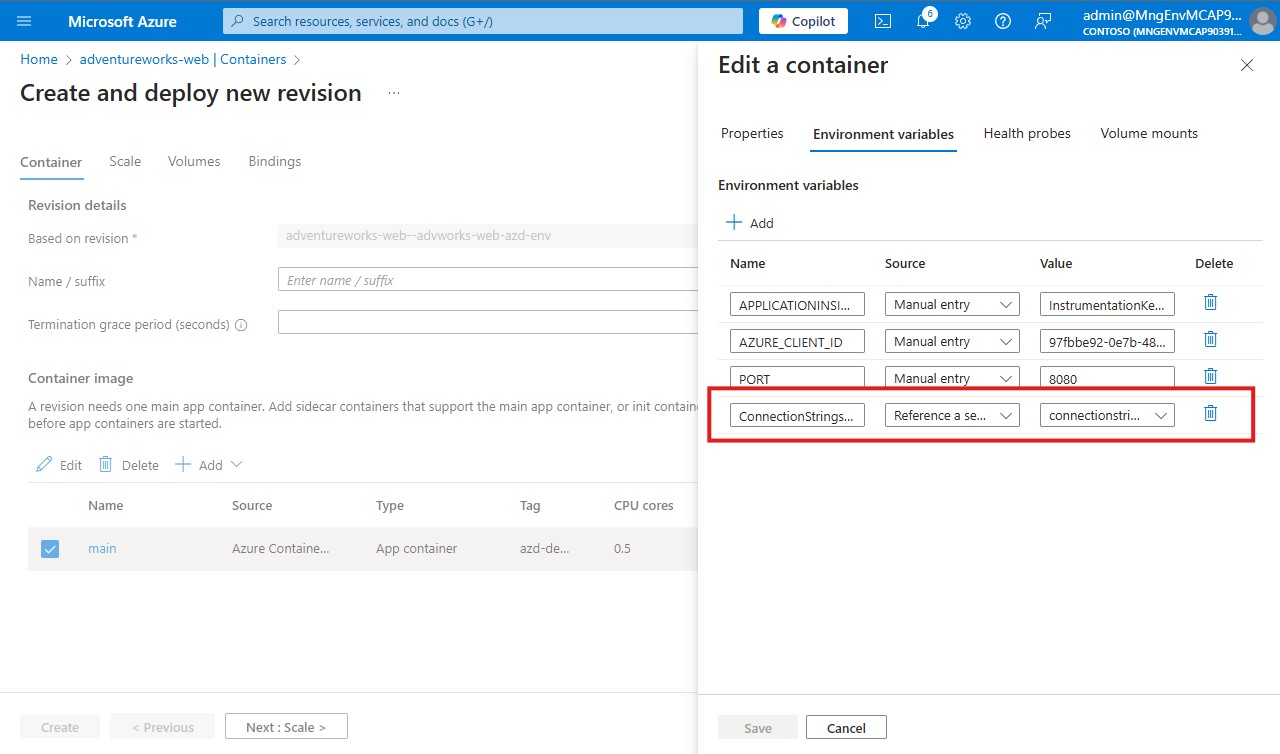 Microsoft Azure
Search resources, services, and docs (G+/)
Copilot
6
admin@MngEnvMCAP9...
CONTOSO (MNGENVMCAP90391...
Home > adventureworks-web | Containers >
Create and deploy new revision ...
Container Scale Volumes Bindings
Revision details
Based on revision *
adventureworks-web--advworks-web-azd-env
Name / suffix
Enter name / suffix
Termination grace period (seconds)
Container image
A revision needs one main app container. Add sidecar containers that support the main app container, or init containe
before app containers are started.
Edit Delete Add
Name Source Type Tag CPU cores
main Azure Containe... App container azd-de... 0.5
Create < Previous Next : Scale >
Edit a container
Properties Environment variables Health probes Volume mounts
Environment variables
Add
Name Source Value Delete
APPLICATIONINSI... Manual entry InstrumentationKe...
AZURE_CLIENT_ID Manual entry 97fbbe92-0e7b-48...
PORT Manual entry 8080
ConnectionStrings... Reference a se... connectionstri...
Save Cancel